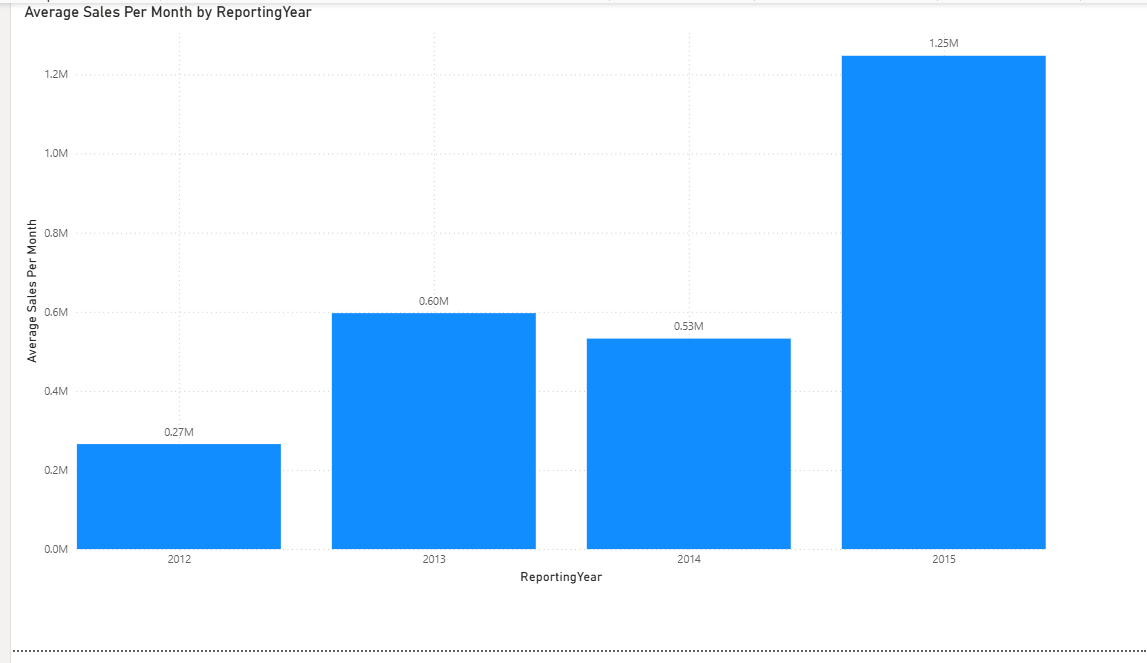 Average Sales Per Month by ReportingYear
1.25M
1.2M
1.0M
0.8M
0.60M
0.6M
0.53M
0.4M
0.27M
0.2M
0.0M
Average Sales Per Month
2012 2013 2014 2015
ReportingYear